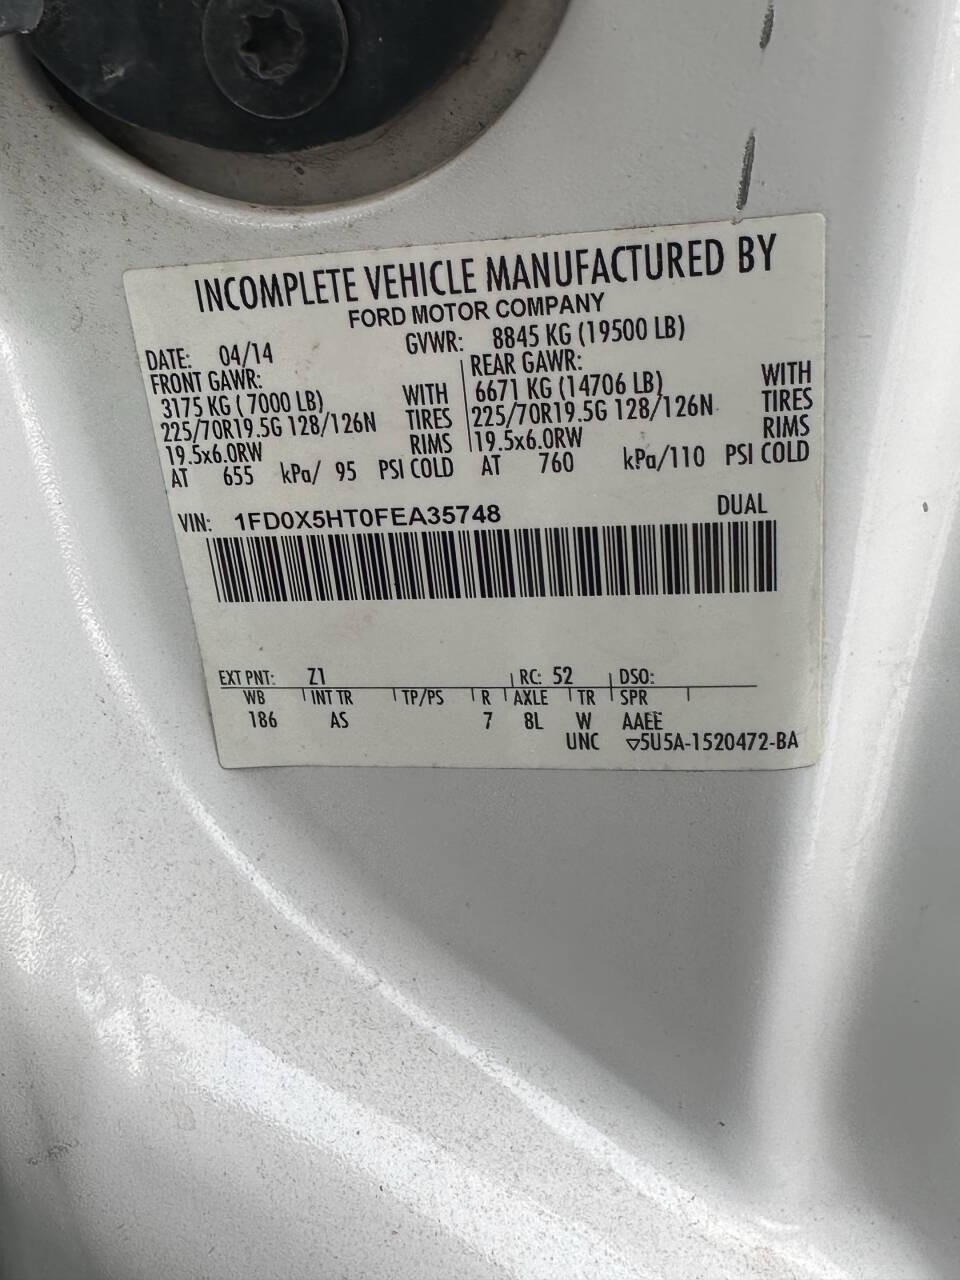 INCOMPLETE VEHICLE MANUFACTURED BY
FORD MOTOR COMPANY
DATE: 04/14 GVWR: 8845 KG (19500 LB)
FRONT GAWR: REAR GAWR:
3175 KG ( 7000 LB) WITH 6671 KG (14706 LB) WITH
225/70R19.5G 128/126N TIRES 225/70R19.5G 128/126N TIRES
19.5x6.0RW RIMS 19.5x6.0RW RIMS
AT 655 kPa/ 95 PSI COLD AT 760 kPa/110 PSI COLD
VIN: 1FD0X5HT0FEA35748 DUAL
EXT PNT: Z1 RC: 52 DSO:
WB INT TR TP/PS R AXLE TR SPR
186 AS 7 8L W AAEE
UNC ▽5U5A-1520472-BA